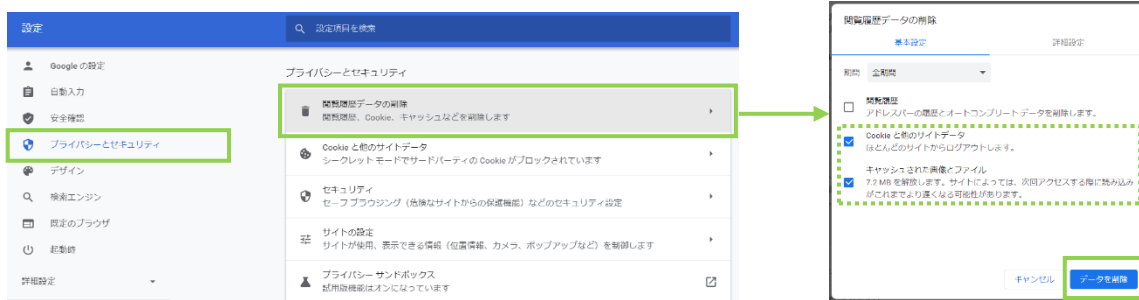 設定
設定項目を検索
Google の設定
自動入力
安全確認
プライバシーとセキュリティ
デザイン
検索エンジン
既定のブラウザ
起動時
詳細設定
プライバシーとセキュリティ
閲覧履歴データの削除
閲覧履歴、Cookie、キャッシュなどを削除します
Cookie と他のサイトデータ
シークレット モードでサードパーティの Cookie がブロックされています
セキュリティ
セーフ ブラウジング（危険なサイトからの保護機能）などのセキュリティ設定
サイトの設定
サイトが使用、表示できる情報（位置情報、カメラ、ポップアップなど）を制御します
プライバシー サンドボックス
試用版機能はオンになっています
閲覧履歴データの削除
基本設定
詳細設定
期間 全期間
閲覧履歴
アドレスバーの履歴とオートコンプリート データを削除します。
Cookie と他のサイトデータ
ほとんどのサイトからログアウトします。
キャッシュされた画像とファイル
7.2 MB を解放します。サイトによっては、次回アクセスする際に読み込み
がこれまでより遅くなる可能性があります。
キャンセル
データを削除